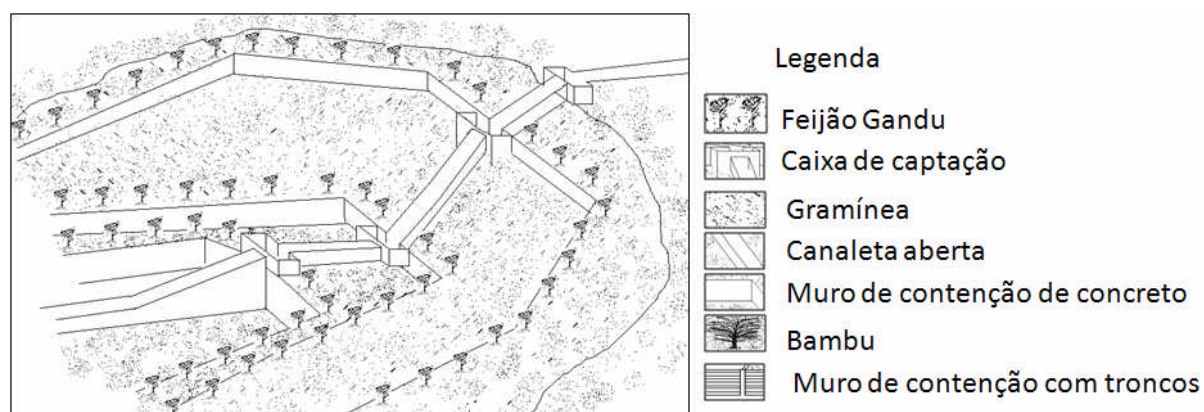 Legenda
Feijão Gandu
Caixa de captação
Gramínea
Canaleta aberta
Muro de contenção de concreto
Bambu
Muro de contenção com troncos